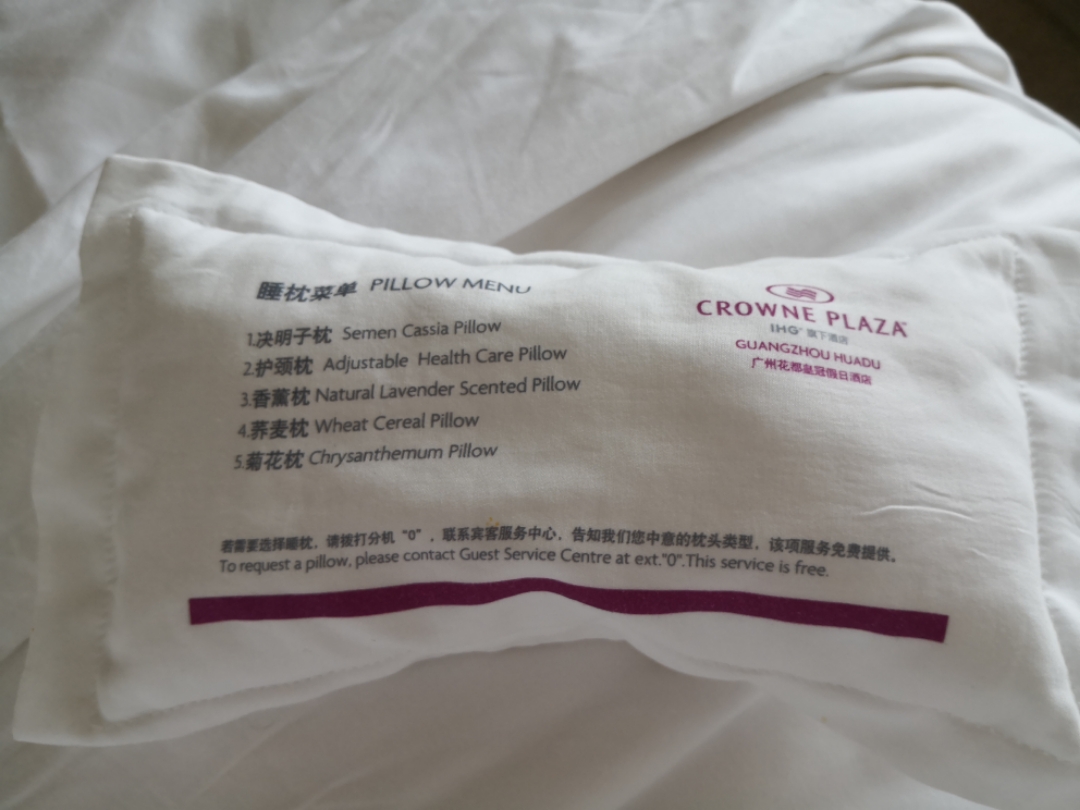 睡枕菜单 PILLOW MENU
1.决明子枕 Semen Cassia Pillow
2.护颈枕 Adjustable Health Care Pillow
3.香薰枕 Natural Lavender Scented Pillow
4.荞麦枕 Wheat Cereal Pillow
5.菊花枕 Chrysanthemum Pillow
CROWNE PLAZA
IHG 旗下酒店
GUANGZHOU HUADU
广州花都皇冠假日酒店
若需要选择睡枕，请拨打分机 "0" ，联系宾客服务中心，告知我们您中意的枕头类型，该项服务免费提供。
To request a pillow, please contact Guest Service Centre at ext."0".This service is free.